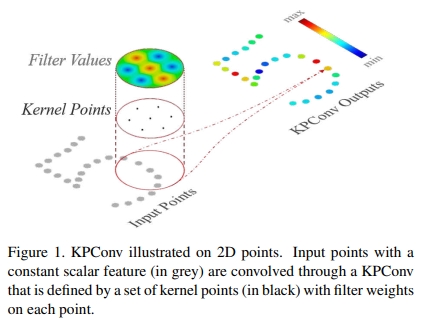 max
min
Filter Values
Kernel Points
KPConv Outputs
Input Points
Figure 1. KPConv illustrated on 2D points. Input points with a
constant scalar feature (in grey) are convolved through a KPConv
that is defined by a set of kernel points (in black) with filter weights
on each point.